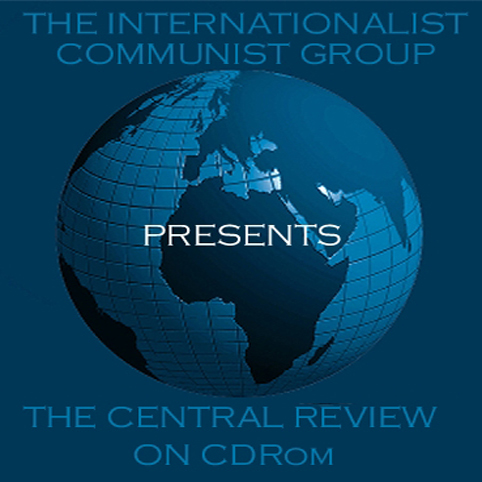 THE INTERNATIONALIST
COMMUNIST GROUP
PRESENTS
THE CENTRAL REVIEW
ON CDROM